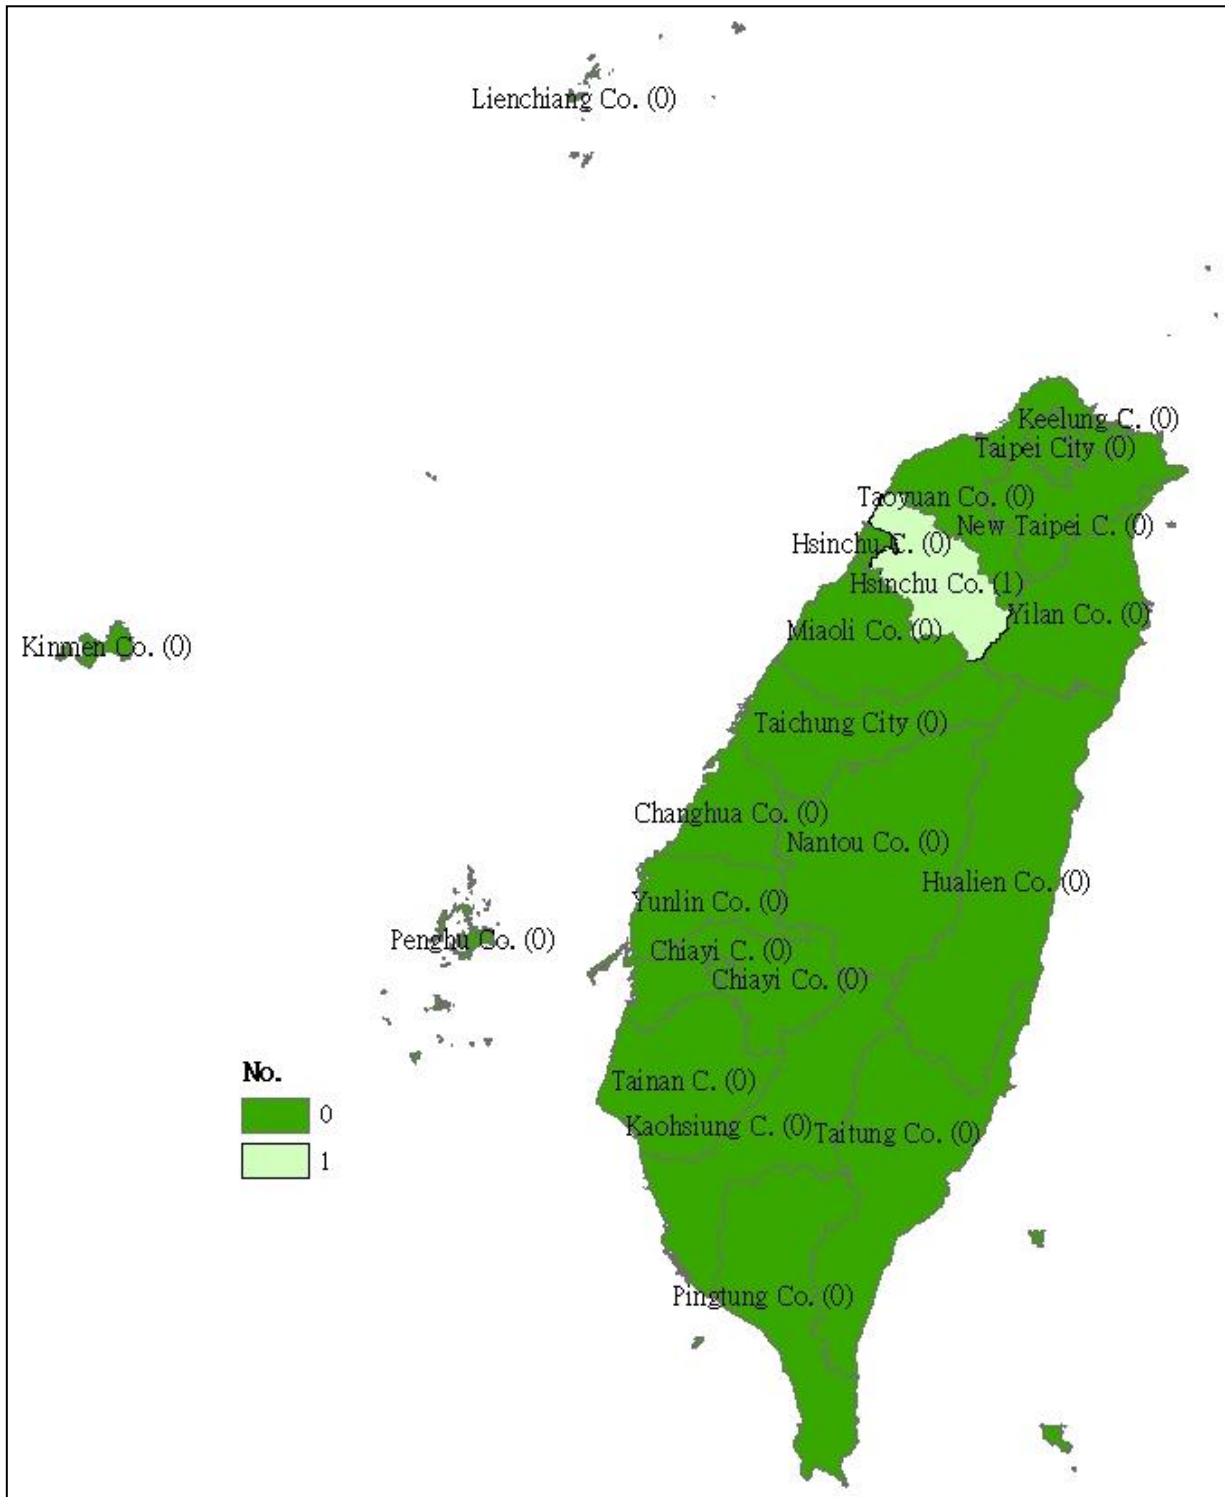 Lienchiang Co. (0)
Keelung C. (0)
Taipei City (0)
Taoyuan Co. (0)
New Taipei C. (0)
Hsinchu C. (0)
Hsinchu Co. (1)
Yilan Co. (0)
Miaoli Co. (0)
Kinmen Co. (0)
Taichung City (0)
Changhua Co. (0)
Nantou Co. (0)
Hualien Co. (0)
Yunlin Co. (0)
Penghu Co. (0)
Chiayi C. (0)
Chiayi Co. (0)
No.
0
1
Tainan C. (0)
Kaohsiung C. (0)
Taitung Co. (0)
Pingtung Co. (0)